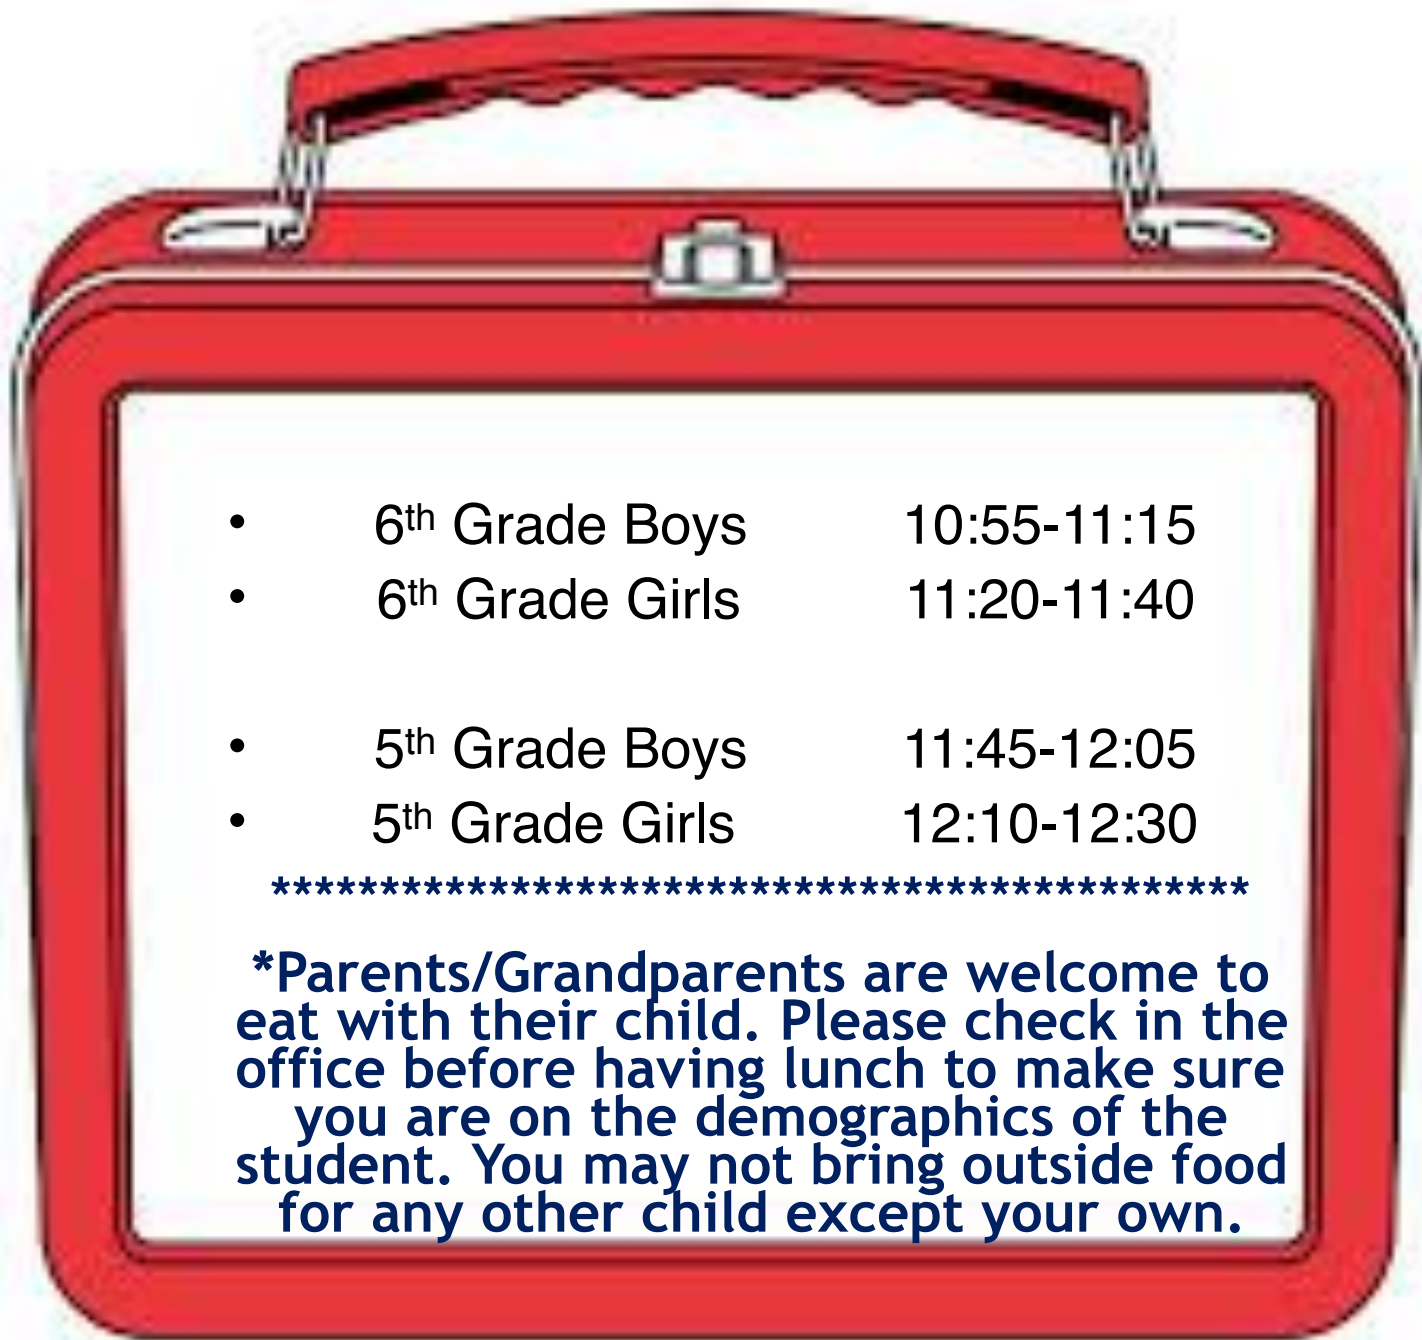 • 6th Grade Boys 10:55-11:15
• 6th Grade Girls 11:20-11:40
• 5th Grade Boys 11:45-12:05
• 5th Grade Girls 12:10-12:30
*********************************************
*Parents/Grandparents are welcome to
eat with their child. Please check in the
office before having lunch to make sure
you are on the demographics of the
student. You may not bring outside food
for any other child except your own.